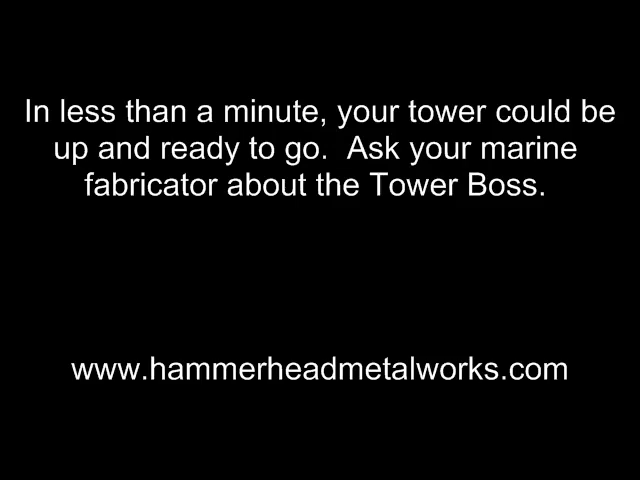 In less than a minute, your tower could be
up and ready to go.  Ask your marine
fabricator about the Tower Boss.
www.hammerheadmetalworks.com